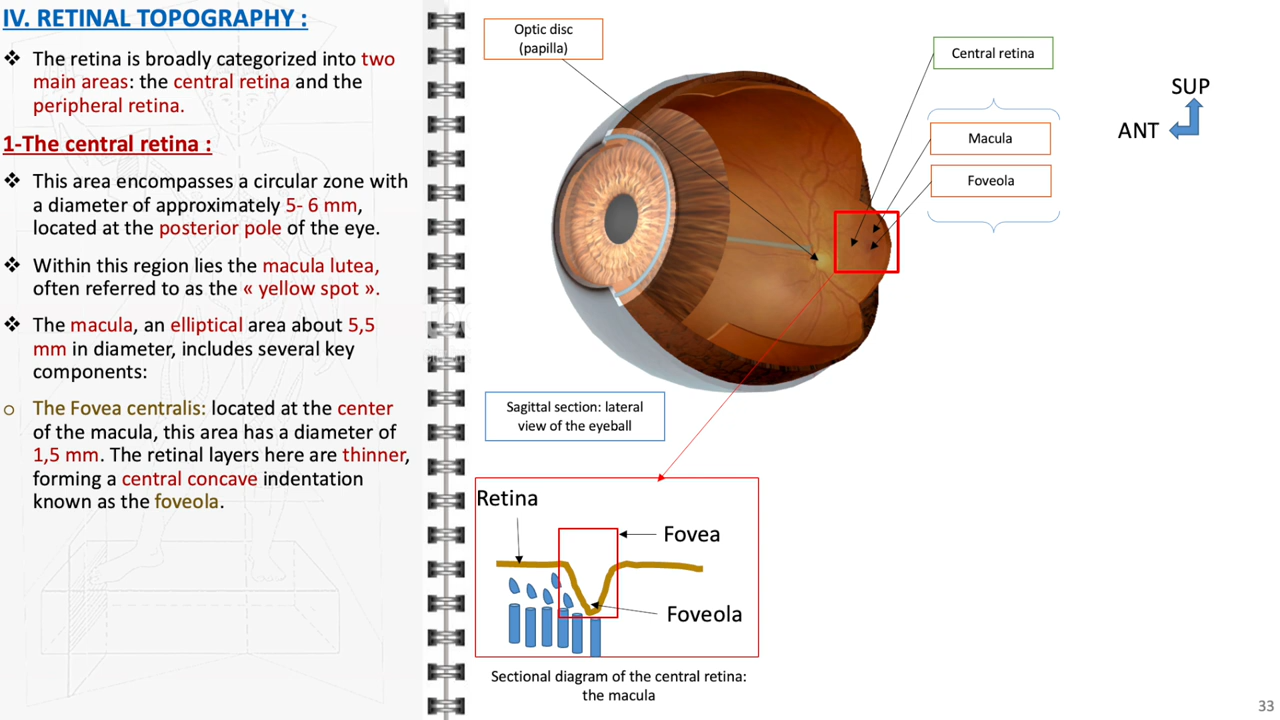 IV. RETINAL TOPOGRAPHY :
❖ The retina is broadly categorized into two
main areas: the central retina and the
peripheral retina.
1-The central retina :
❖ This area encompasses a circular zone with
a diameter of approximately 5- 6 mm,
located at the posterior pole of the eye.
❖ Within this region lies the macula lutea,
often referred to as the « yellow spot ».
❖ The macula, an elliptical area about 5,5
mm in diameter, includes several key
components:
o The Fovea centralis: located at the center
of the macula, this area has a diameter of
1,5 mm. The retinal layers here are thinner,
forming a central concave indentation
known as the foveola.
Optic disc
(papilla)
Central retina
Macula
Foveola
SUP
ANT
Sagittal section: lateral
view of the eyeball
Retina
Fovea
Foveola
Sectional diagram of the central retina:
the macula
33